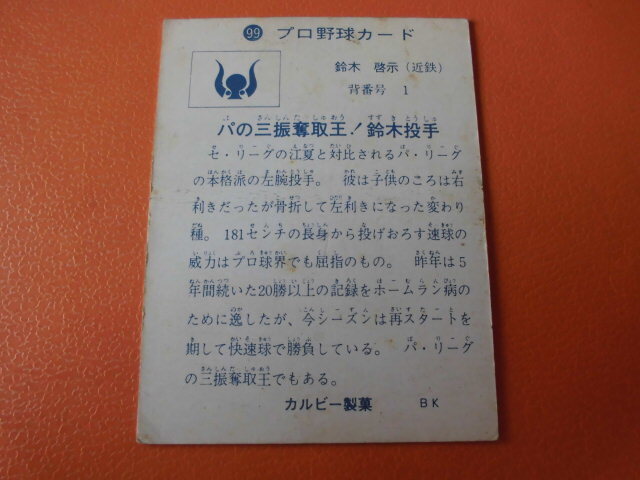 99 プロ野球カード
鈴木 啓示(近鉄)
背番号 1
パの三振奪取王!鈴木投手
セ・リーグの江夏と対比されるパ・リーグ
の本格派の左腕投手。 彼は子供のころは右
利きだったが骨折して左利きになった変わり
種。 181センチの長身から投げおろす速球の
威力はプロ球界でも屈指のもの。 昨年は5
年間続いた20勝以上の記録をホームラン病の
ために逸したが、今シーズンは再スタートを
期して快速球で勝負している。 パ・リーグ
の三振奪取王でもある。
カルビー製菓 BK